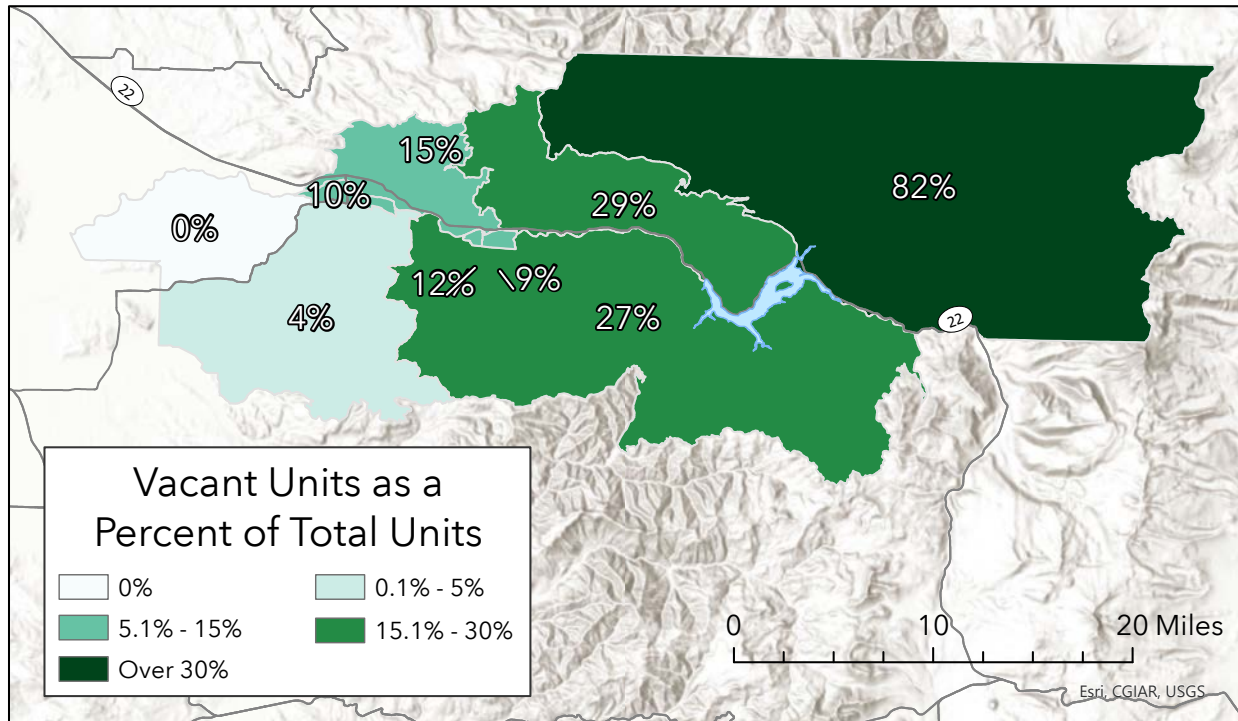 22
15%
82%
10%
29%
0%
12%
9%
4%
27%
22
Vacant Units as a
Percent of Total Units
0%
0.1% - 5%
5.1% - 15%
15.1% - 30%
Over 30%
0
10
20 Miles
Esri, CGIAR, USGS